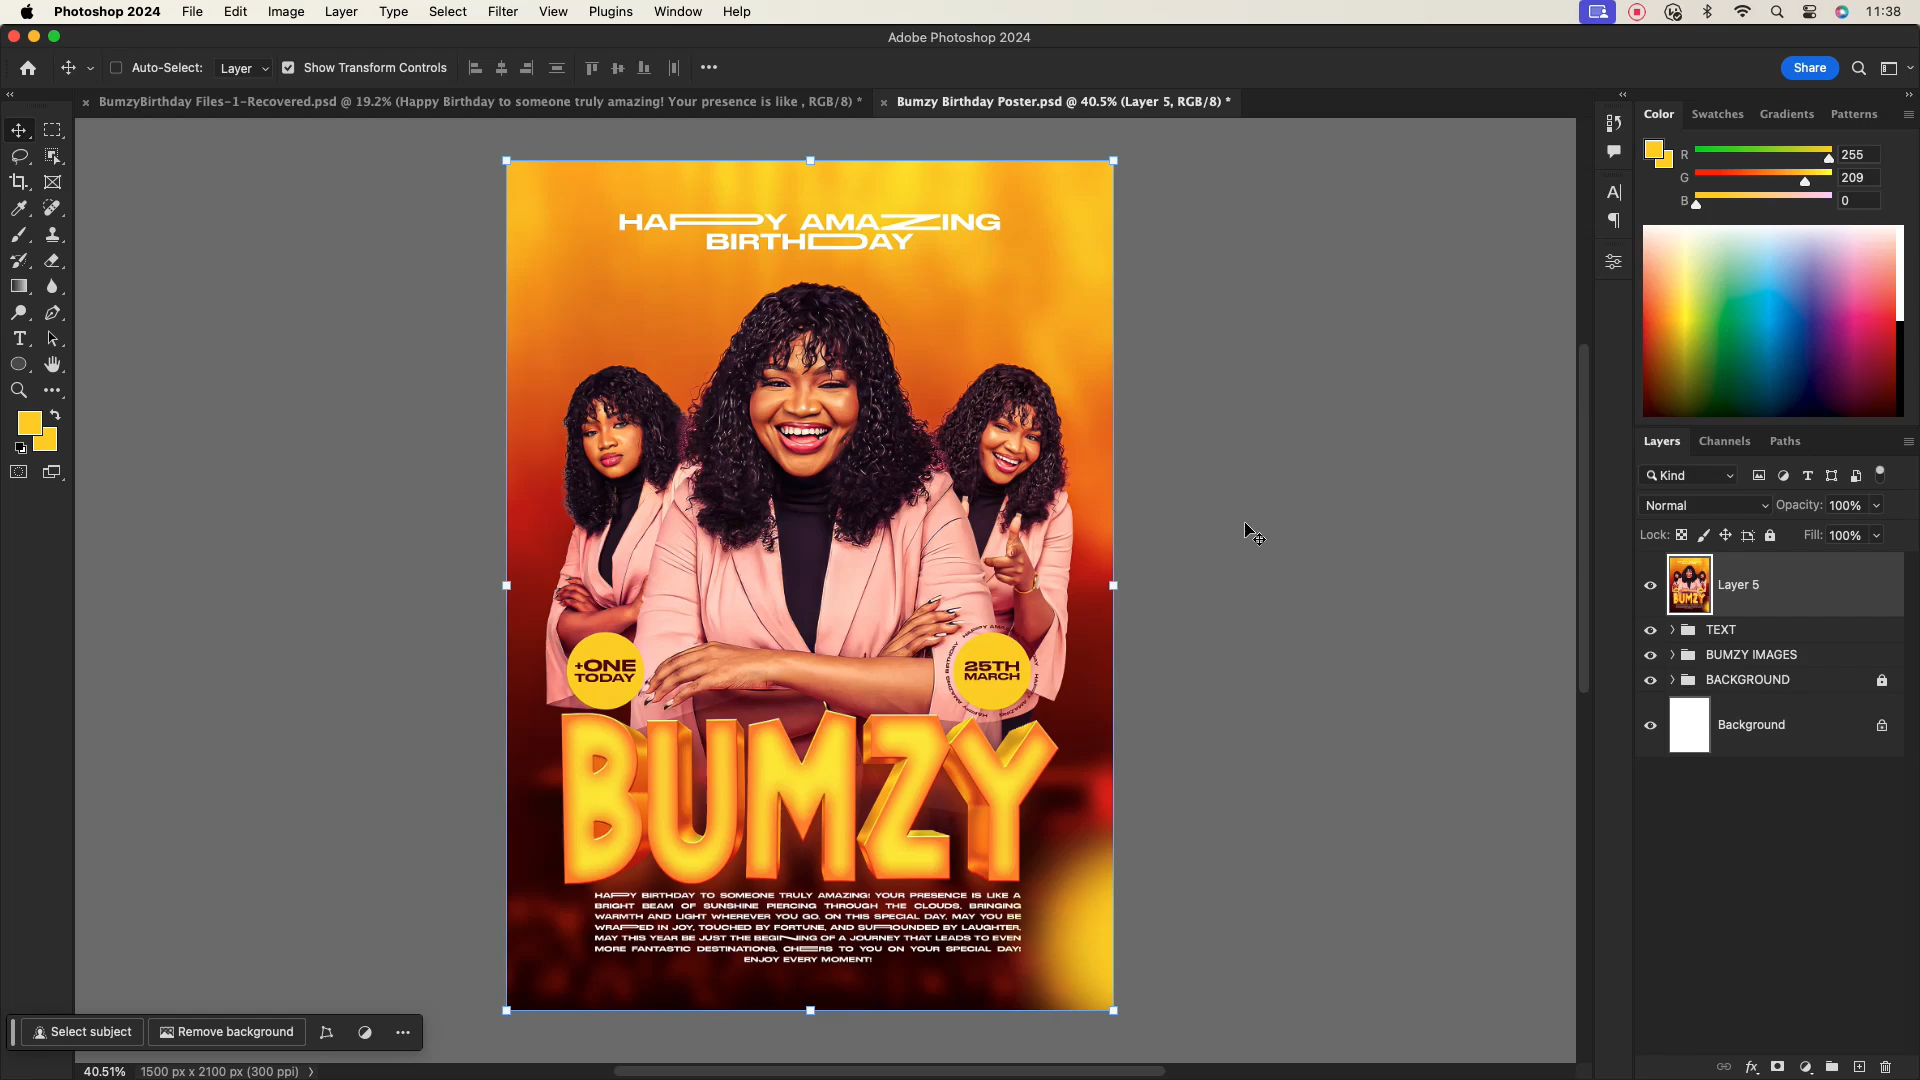 Photoshop 2024 File Edit Image Layer Type Select Filter View Plugins Window Help 11:38
Adobe Photoshop 2024
Auto-Select: Layer Show Transform Controls Share
BumzyBirthday Files-1-Recovered.psd @ 19.2% (Happy Birthday to someone truly amazing! Your presence is like , RGB/8) *
Bumzy Birthday Poster.psd @ 40.5% (Layer 5, RGB/8) *
Color Swatches Gradients Patterns
R 255
G 209
B 0
HAPPY AMAZING
BIRTHDAY
+ONE
TODAY
25TH
MARCH
BUMZY
HAPPY BIRTHDAY TO SOMEONE TRULY AMAZING! YOUR PRESENCE IS LIKE A
BRIGHT BEAM OF SUNSHINE PIERCING THROUGH THE CLOUDS, BRINGING
WARMTH AND LIGHT WHEREVER YOU GO. ON THIS SPECIAL DAY, MAY YOU BE
WRAPPED IN JOY, TOUCHED BY FORTUNE, AND SURROUNDED BY LAUGHTER.
MAY THIS YEAR BE JUST THE BEGINNING OF A JOURNEY THAT LEADS TO EVEN
MORE FANTASTIC DESTINATIONS. CHEERS TO YOU ON YOUR SPECIAL DAY!
ENJOY EVERY MOMENT!
Layers Channels Paths
Kind
Normal Opacity: 100%
Lock: Fill: 100%
Layer 5
BUMZY
TEXT
BUMZY IMAGES
BACKGROUND
Background
Select subject Remove background
40.51% 1500 px x 2100 px (300 ppi)